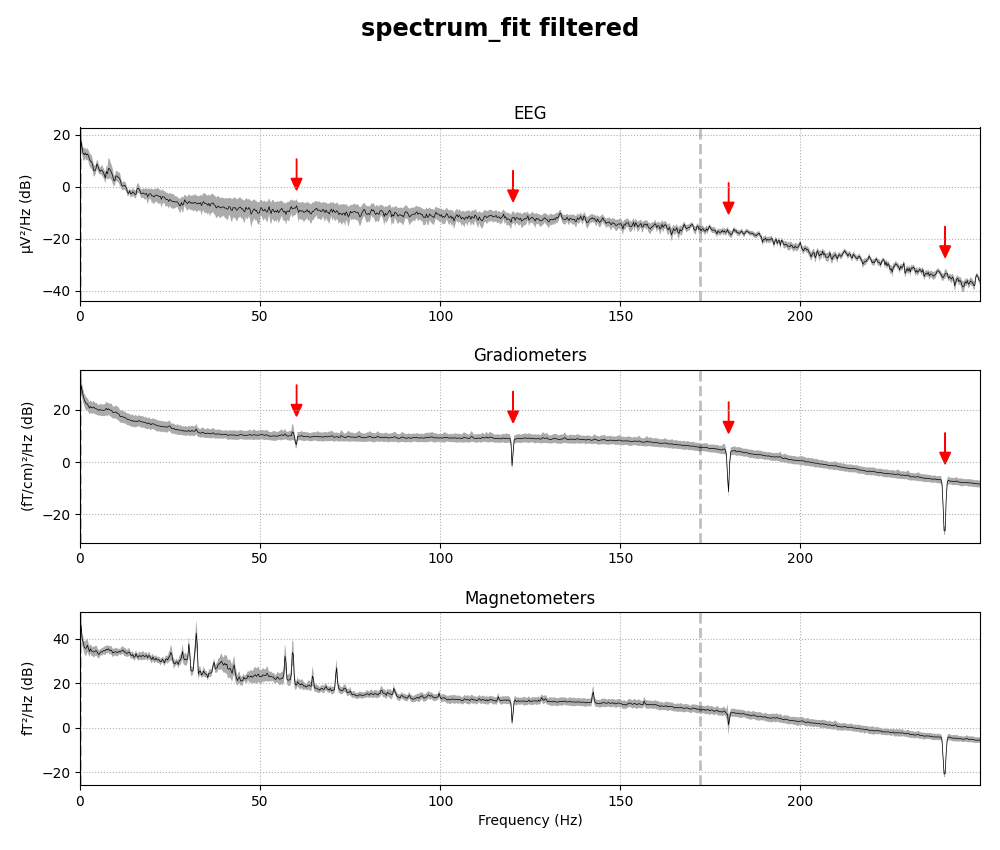 spectrum_fit filtered
EEG
µV²/Hz (dB)
20
0
−20
−40
0 50 100 150 200
Gradiometers
(fT/cm)²/Hz (dB)
20
0
−20
0 50 100 150 200
Magnetometers
fT²/Hz (dB)
40
20
0
−20
0 50 100 150 200
Frequency (Hz)